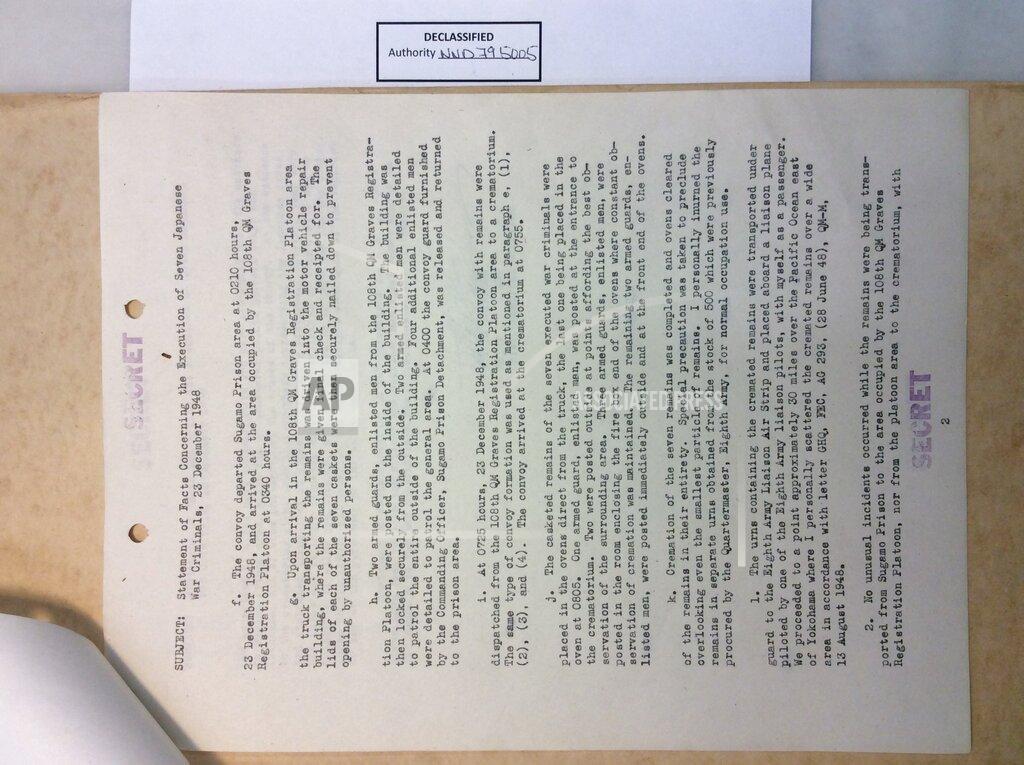 DECLASSIFIED
Authority NND 795005
SECRET
SUBJECT: Statement of Facts Concerning the Execution of Seven Japanese
War Criminals, 23 December 1948
f. The convoy departed Sugamo Prison area at 0210 hours,
23 December 1948, and arrived at the area occupied by the 108th QM Graves
Registration Platoon at 0340 hours.
g. Upon arrival in the 108th QM Graves Registration Platoon area
the truck transporting the remains was driven into the motor vehicle repair
building, where the remains were given a final check and receipted for. The
lids of each of the seven caskets were then securely nailed down to prevent
opening by unauthorized persons.
h. Two armed guards, enlisted men from the 108th QM Graves Registra-
tion Platoon, were posted on the inside of the building. The building was
then locked securely from the outside. Two armed enlisted men were detailed
to patrol the entire outside of the building. Four additional enlisted men
were detailed to patrol the general area. At 0400 the convoy guard furnished
by the Commanding Officer, Sugamo Prison Detachment, was released and returned
to the prison area.
i. At 0725 hours, 23 December 1948, the convoy with remains were
dispatched from the 108th QM Graves Registration Platoon area to a crematorium.
The same type of convoy formation was used as mentioned in paragraph e, (1),
(2), (3), and (4). The convoy arrived at the crematorium at 0755.
j. The casketed remains of the seven executed war criminals were
placed in the ovens direct from the truck, the last one being placed in the
oven at 0805. One armed guard, enlisted man, was posted at the entrance to
the crematorium. Two were posted outside at points affording the best ob-
servation of the surrounding area. Three armed guards, enlisted men, were
posted in the room enclosing the fire or rear end of the ovens where constant ob-
servation of cremation was maintained. The remaining two armed guards, en-
listed men, were posted immediately outside and at the front end of the ovens.
k. Cremation of the seven remains was completed and ovens cleared
of the remains in their entirety. Special precaution was taken to preclude
overlooking even the smallest particle of remains. I personally inurned the
remains in separate urns obtained from the stock of 500 which were previously
procured by the Quartermaster, Eighth Army, for normal occupation use.
l. The urns containing the cremated remains were transported under
guard to the Eighth Army Liaison Air Strip and placed aboard a liaison plane
piloted by one of the Eighth Army liaison pilots, with myself as a passenger.
We proceeded to a point approximately 30 miles over the Pacific Ocean east
of Yokohama where I personally scattered the cremated remains over a wide
area in accordance with letter GHQ, FEC, AG 293, (28 June 48), QM-M,
13 August 1948.
2. No unusual incidents occurred while the remains were being trans-
ported from Sugamo Prison to the area occupied by the 108th QM Graves
Registration Platoon, nor from the platoon area to the crematorium, with
2
SECRET
AP
ASSOCIATED PRESS